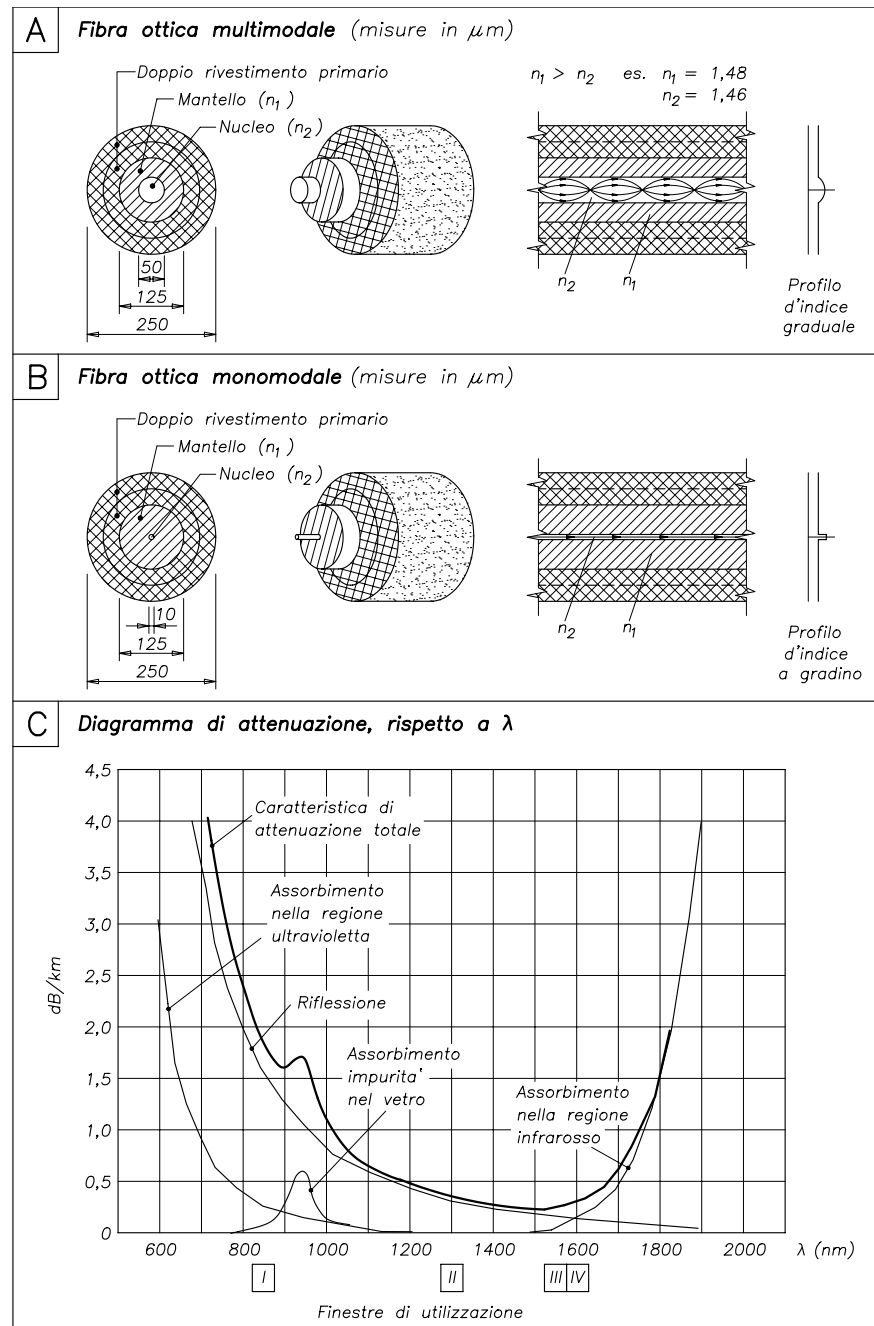 A
Fibra ottica multimodale (misure in μm)
Doppio rivestimento primario
Mantello (n₁)
Nucleo (n₂)
50
125
250
n₁ > n₂ es. n₁ = 1,48
n₂ = 1,46
n₂
n₁
Profilo
d'indice
graduale
B
Fibra ottica monomodale (misure in μm)
Doppio rivestimento primario
Mantello (n₁)
Nucleo (n₂)
10
125
250
n₂
n₁
Profilo
d'indice
a gradino
C
Diagramma di attenuazione, rispetto a λ
4,5
4,0
3,5
3,0
2,5
2,0
1,5
1,0
0,5
0
dB/km
Caratteristica di
attenuazione totale
Assorbimento
nella regione
ultravioletta
Riflessione
Assorbimento
impurita'
nel vetro
Assorbimento
nella regione
infrarosso
600 800 1000 1200 1400 1600 1800 2000 λ (nm)
I II III IV
Finestre di utilizzazione